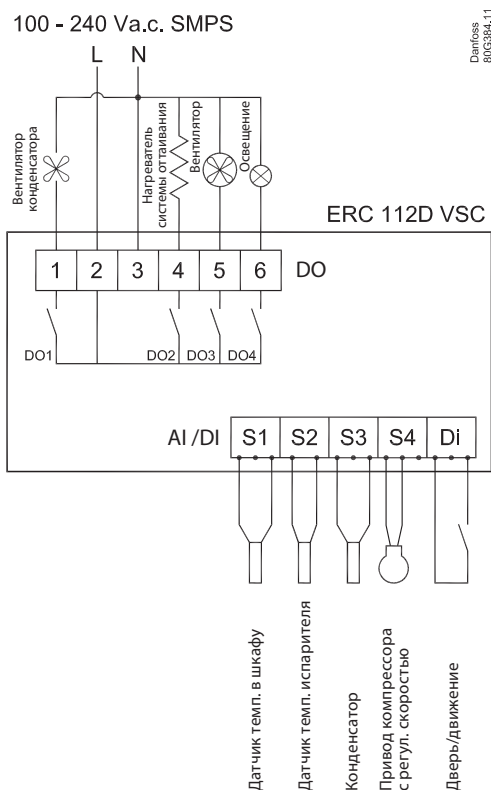 100 - 240 Va.c. SMPS
Danfoss
80G384.11
L N
Вентилятор
конденсатора
Нагреватель
системы оттаивания
Вентилятор
Освещение
ERC 112D VSC
1 2 3 4 5 6 DO
DO1 DO2 DO3 DO4
AI /DI S1 S2 S3 S4 Di
Датчик темп. в шкафу
Датчик темп. испарителя
Конденсатор
Привод компрессора
с регул. скоростью
Дверь/движение